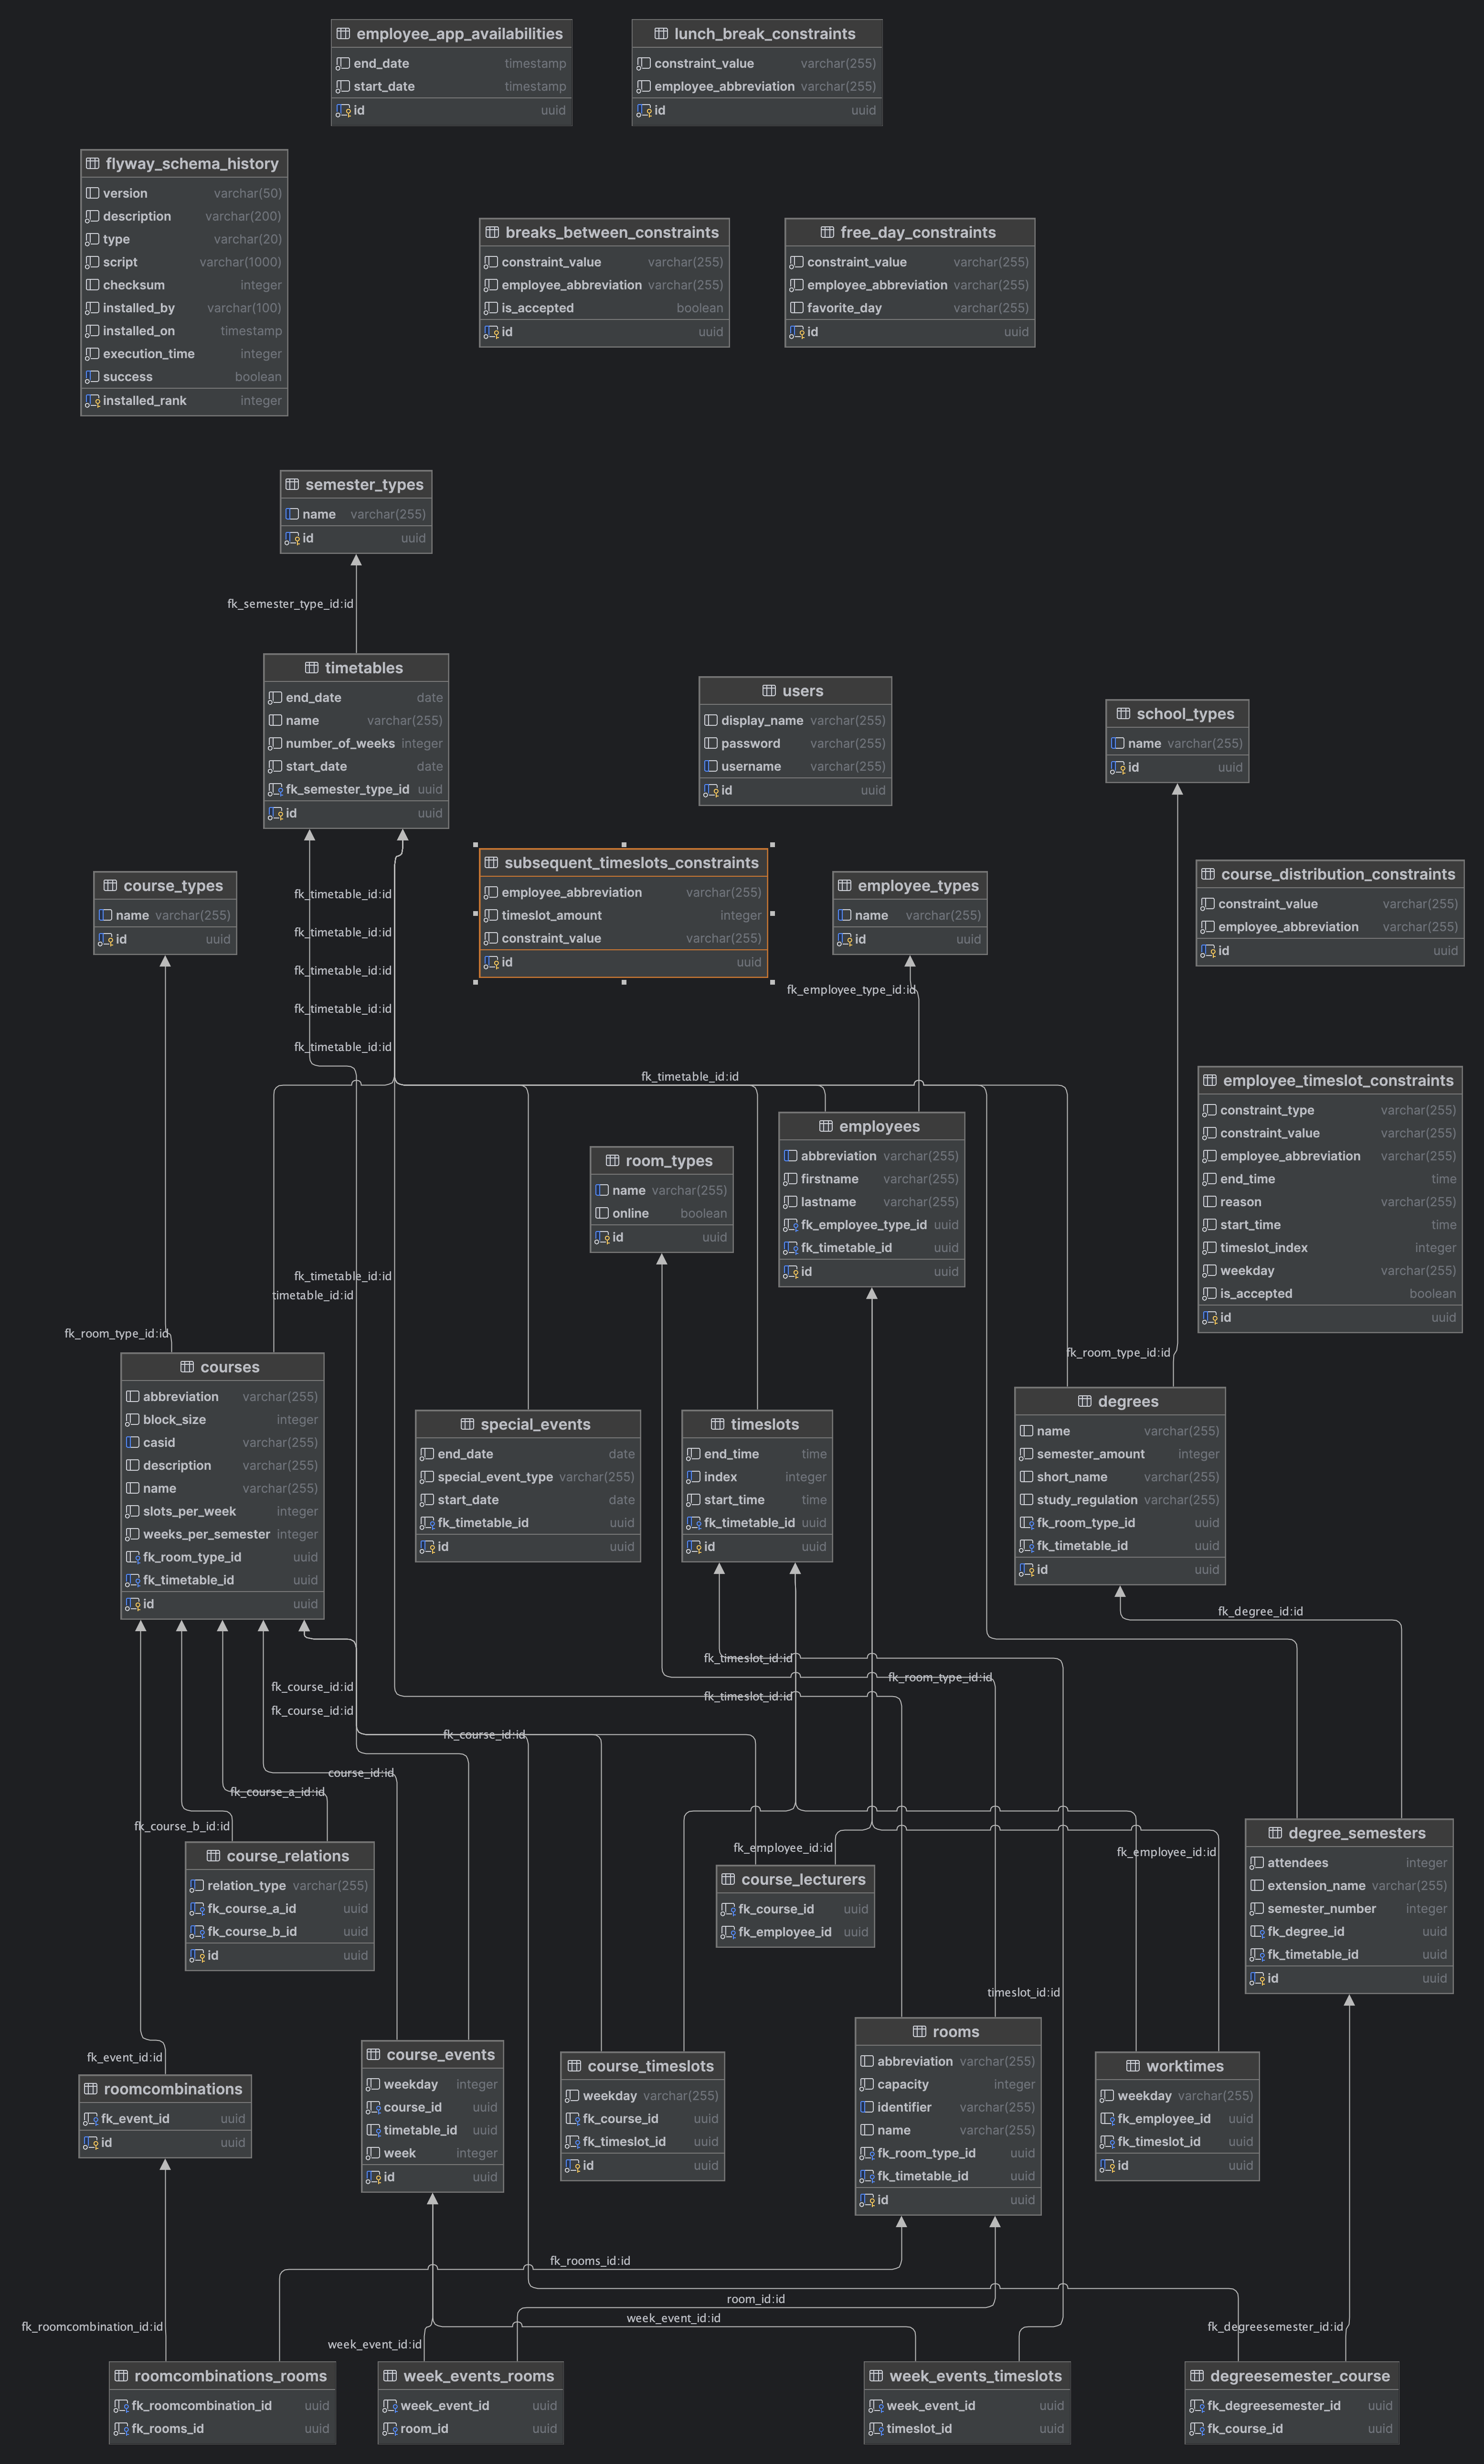 employee_app_availabilities
end_date timestamp
start_date timestamp
id uuid
lunch_break_constraints
constraint_value varchar(255)
employee_abbreviation varchar(255)
id uuid
flyway_schema_history
version varchar(50)
description varchar(200)
type varchar(20)
script varchar(1000)
checksum integer
installed_by varchar(100)
installed_on timestamp
execution_time integer
success boolean
installed_rank integer
breaks_between_constraints
constraint_value varchar(255)
employee_abbreviation varchar(255)
is_accepted boolean
id uuid
free_day_constraints
constraint_value varchar(255)
employee_abbreviation varchar(255)
favorite_day varchar(255)
id uuid
semester_types
name varchar(255)
id uuid
fk_semester_type_id:id
timetables
end_date date
name varchar(255)
number_of_weeks integer
start_date date
fk_semester_type_id uuid
id uuid
users
display_name varchar(255)
password varchar(255)
username varchar(255)
id uuid
school_types
name varchar(255)
id uuid
course_types
name varchar(255)
id uuid
fk_timetable_id:id
fk_timetable_id:id
fk_timetable_id:id
fk_timetable_id:id
fk_timetable_id:id
subsequent_timeslots_constraints
employee_abbreviation varchar(255)
timeslot_amount integer
constraint_value varchar(255)
id uuid
employee_types
name varchar(255)
id uuid
fk_employee_type_id:id
course_distribution_constraints
constraint_value varchar(255)
employee_abbreviation varchar(255)
id uuid
fk_timetable_id:id
employee_timeslot_constraints
constraint_type varchar(255)
constraint_value varchar(255)
employee_abbreviation varchar(255)
end_time time
reason varchar(255)
start_time time
timeslot_index integer
weekday varchar(255)
is_accepted boolean
id uuid
employees
abbreviation varchar(255)
firstname varchar(255)
lastname varchar(255)
fk_employee_type_id uuid
fk_timetable_id uuid
id uuid
room_types
name varchar(255)
online boolean
id uuid
fk_timetable_id:id
timetable_id:id
fk_room_type_id:id
fk_room_type_id:id
courses
abbreviation varchar(255)
block_size integer
casid varchar(255)
description varchar(255)
name varchar(255)
slots_per_week integer
weeks_per_semester integer
fk_room_type_id uuid
fk_timetable_id uuid
id uuid
special_events
end_date date
special_event_type varchar(255)
start_date date
fk_timetable_id uuid
id uuid
timeslots
end_time time
index integer
start_time time
fk_timetable_id uuid
id uuid
degrees
name varchar(255)
semester_amount integer
short_name varchar(255)
study_regulation varchar(255)
fk_room_type_id uuid
fk_timetable_id uuid
id uuid
fk_degree_id:id
fk_timeslot_id:id
fk_room_type_id:id
fk_course_id:id
fk_timeslot_id:id
fk_course_id:id
fk_course_id:id
course_id:id
fk_course_a_id:id
fk_course_b_id:id
fk_employee_id:id
fk_employee_id:id
course_relations
relation_type varchar(255)
fk_course_a_id uuid
fk_course_b_id uuid
id uuid
course_lecturers
fk_course_id uuid
fk_employee_id uuid
degree_semesters
attendees integer
extension_name varchar(255)
semester_number integer
fk_degree_id uuid
fk_timetable_id uuid
id uuid
timeslot_id:id
fk_event_id:id
roomcombinations
fk_event_id uuid
id uuid
course_events
weekday integer
course_id uuid
timetable_id uuid
week integer
id uuid
course_timeslots
weekday varchar(255)
fk_course_id uuid
fk_timeslot_id uuid
id uuid
rooms
abbreviation varchar(255)
capacity integer
identifier varchar(255)
name varchar(255)
fk_room_type_id uuid
fk_timetable_id uuid
id uuid
worktimes
weekday varchar(255)
fk_employee_id uuid
fk_timeslot_id uuid
id uuid
fk_rooms_id:id
room_id:id
week_event_id:id
fk_roomcombination_id:id
fk_degreesemester_id:id
week_event_id:id
roomcombinations_rooms
fk_roomcombination_id uuid
fk_rooms_id uuid
week_events_rooms
week_event_id uuid
room_id uuid
week_events_timeslots
week_event_id uuid
timeslot_id uuid
degreesemester_course
fk_degreesemester_id uuid
fk_course_id uuid